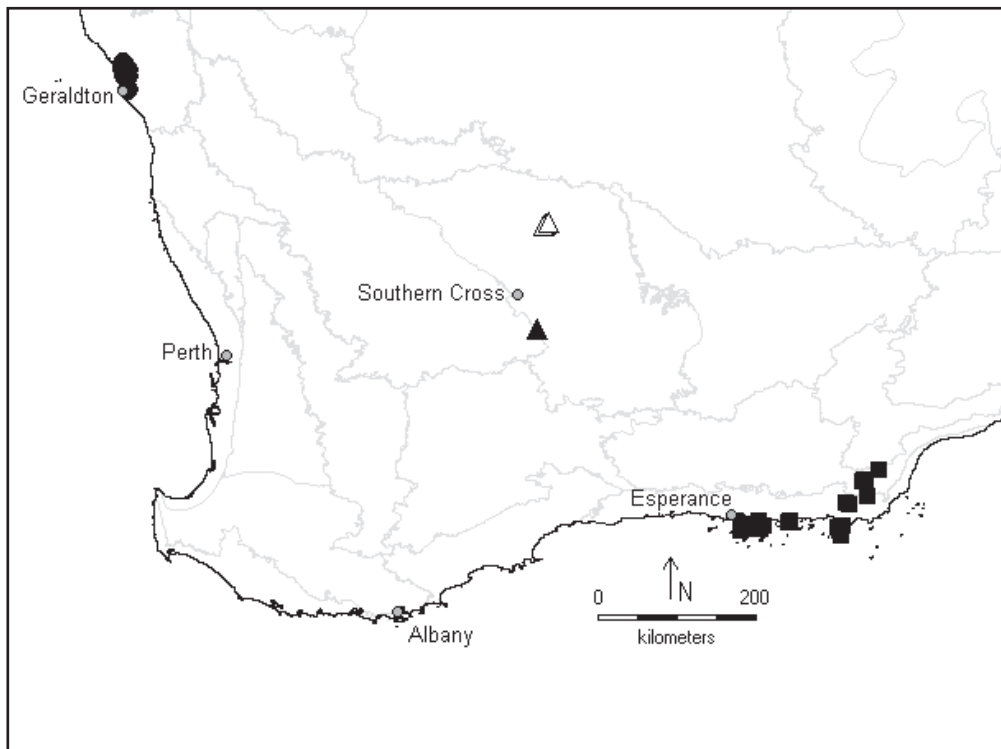 Geraldton
Southern Cross
Perth
Esperance
N
0 200
kilometers
Albany